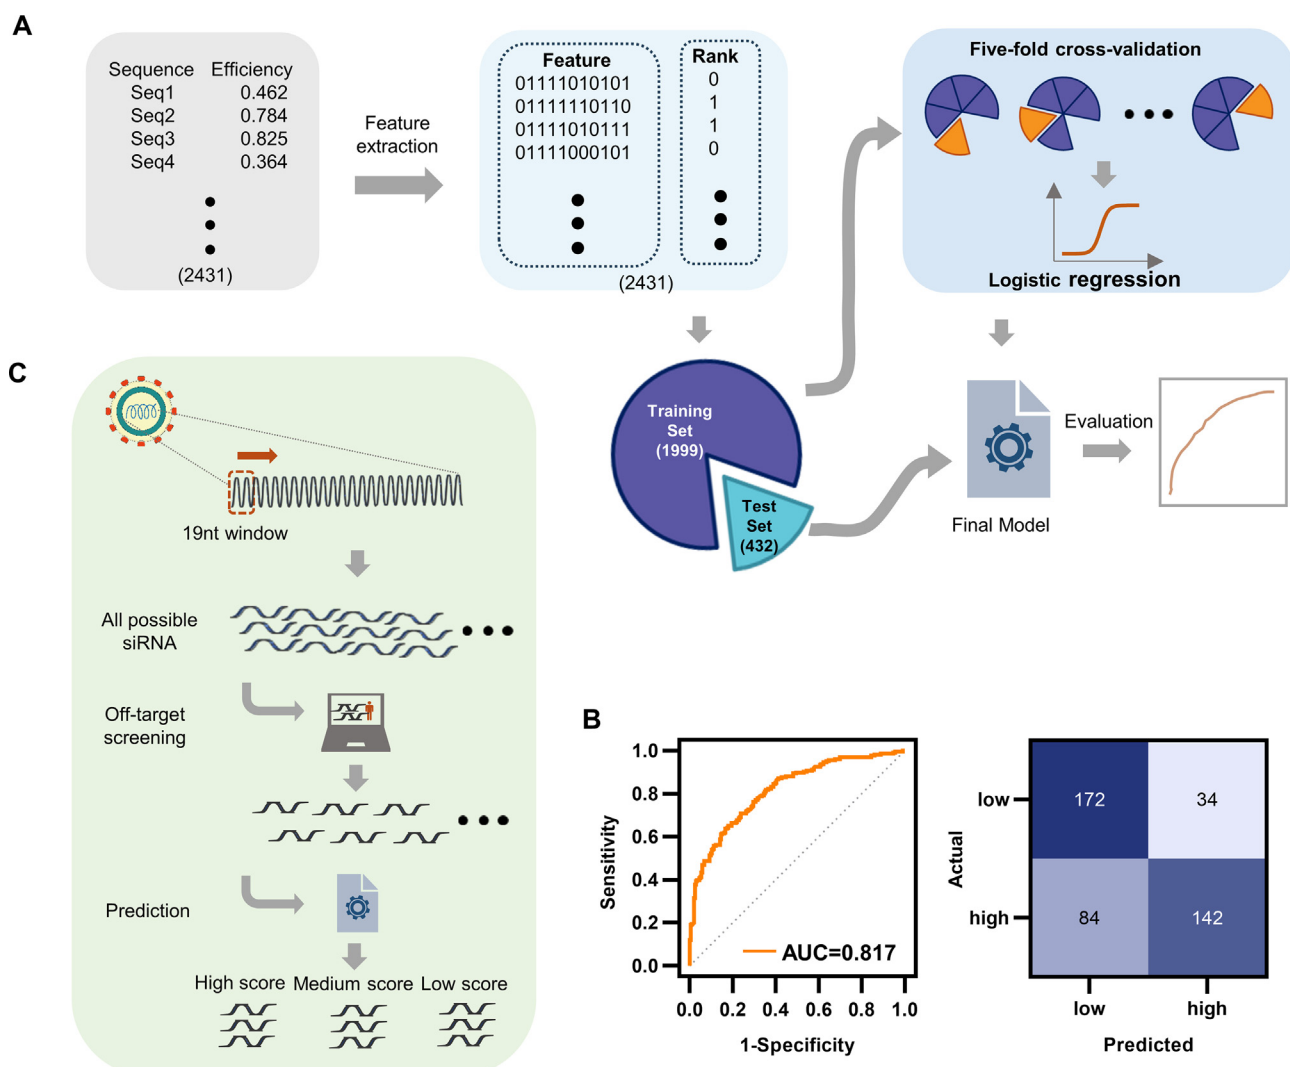 A
Sequence Efficiency
Seq1 0.462
Seq2 0.784
Seq3 0.825
Seq4 0.364
(2431)
Feature
extraction
Feature Rank
01111010101 0
01111110110 1
01111010111 1
01111000101 0
(2431)
Five-fold cross-validation
Logistic regression
Training
Set
(1999)
Test
Set
(432)
Final Model
Evaluation
C
19nt window
All possible
siRNA
Off-target
screening
Prediction
High score Medium score Low score
B
Sensitivity
1.0
0.8
0.6
0.4
0.2
0.0
AUC=0.817
0.0 0.2 0.4 0.6 0.8 1.0
1-Specificity
Actual
low 172 34
high 84 142
low high
Predicted